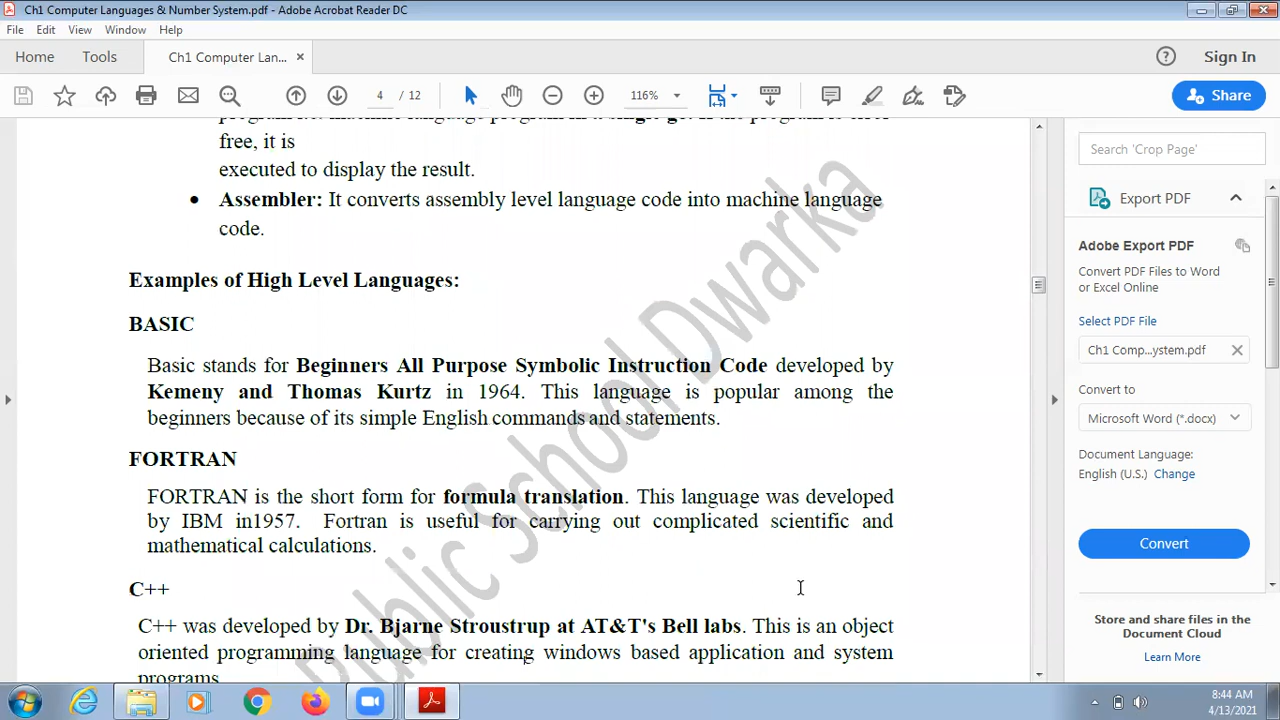 Ch1 Computer Languages & Number System.pdf - Adobe Acrobat Reader DC
File Edit View Window Help
Home Tools Ch1 Computer Lan... × Sign In
4 / 12 116% Share
free, it is
executed to display the result.
• Assembler: It converts assembly level language code into machine language
code.
Examples of High Level Languages:
BASIC
Basic stands for Beginners All Purpose Symbolic Instruction Code developed by
Kemeny and Thomas Kurtz in 1964. This language is popular among the
beginners because of its simple English commands and statements.
FORTRAN
FORTRAN is the short form for formula translation. This language was developed
by IBM in1957. Fortran is useful for carrying out complicated scientific and
mathematical calculations.
C++
C++ was developed by Dr. Bjarne Stroustrup at AT&T's Bell labs. This is an object
oriented programming language for creating windows based application and system
programs.
Public School Dwarka
Search 'Crop Page'
Export PDF
Adobe Export PDF
Convert PDF Files to Word
or Excel Online
Select PDF File
Ch1 Comp...ystem.pdf ×
Convert to
Microsoft Word (*.docx)
Document Language:
English (U.S.) Change
Convert
Store and share files in the
Document Cloud
Learn More
8:44 AM
4/13/2021